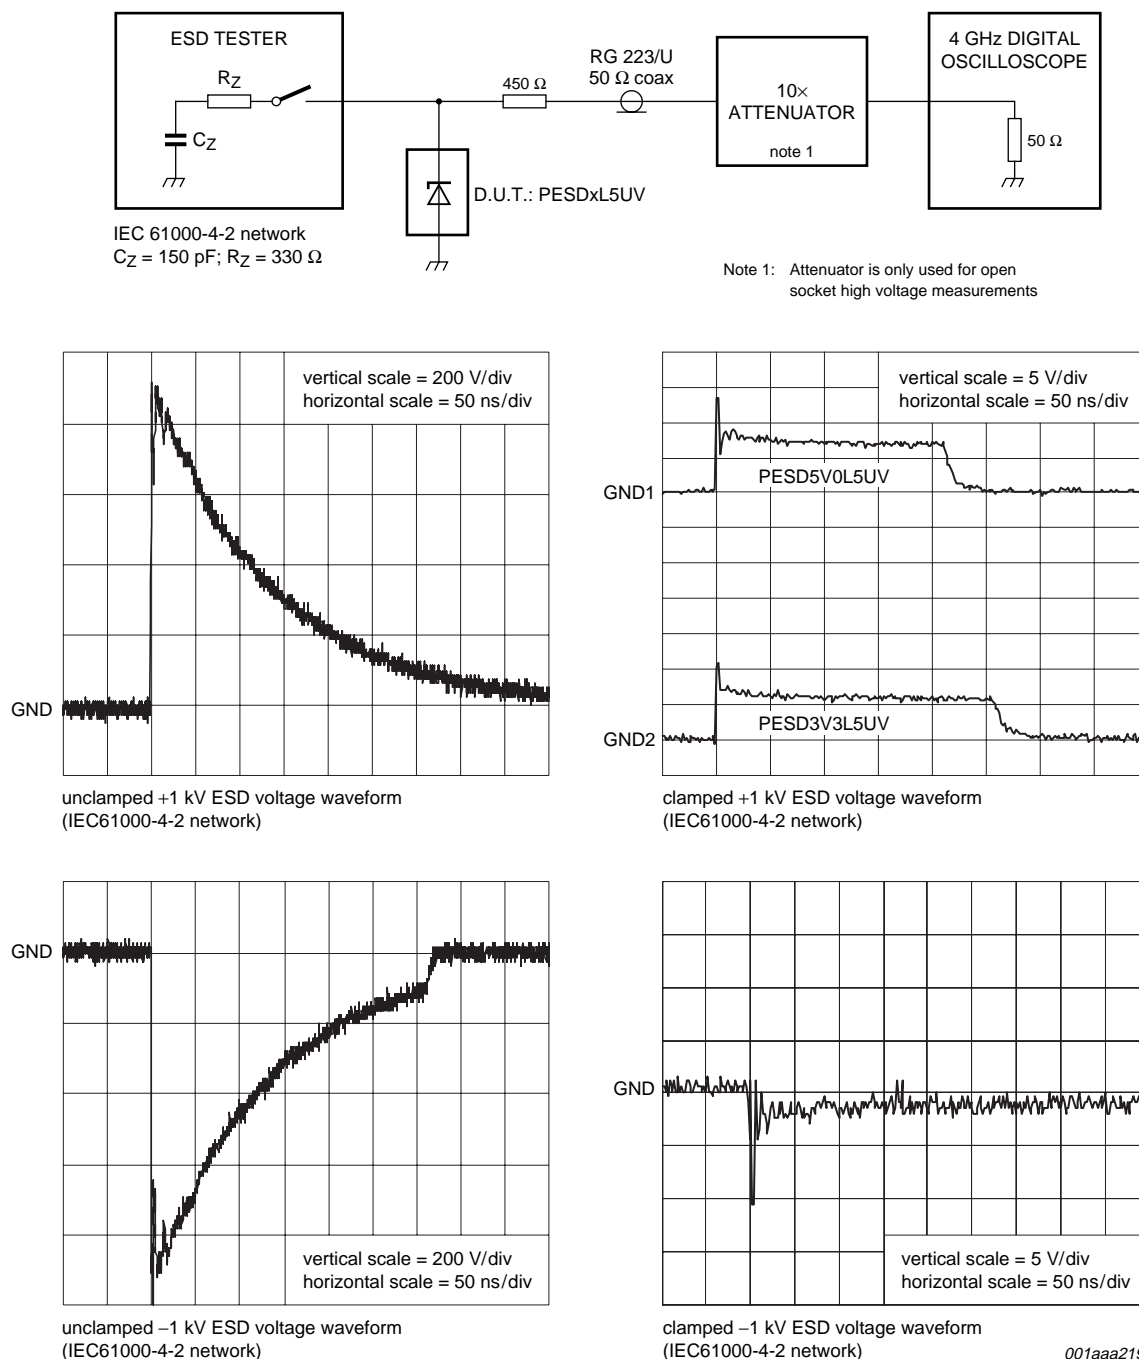 ESD TESTER
RZ
CZ
450 Ω
RG 223/U
50 Ω coax
10×
ATTENUATOR
note 1
4 GHz DIGITAL
OSCILLOSCOPE
50 Ω
D.U.T.: PESDxL5UV
IEC 61000-4-2 network
CZ = 150 pF; RZ = 330 Ω
Note 1: Attenuator is only used for open
socket high voltage measurements
vertical scale = 200 V/div
horizontal scale = 50 ns/div
GND
unclamped +1 kV ESD voltage waveform
(IEC61000-4-2 network)
vertical scale = 5 V/div
horizontal scale = 50 ns/div
GND1
PESD5V0L5UV
GND2
PESD3V3L5UV
clamped +1 kV ESD voltage waveform
(IEC61000-4-2 network)
GND
vertical scale = 200 V/div
horizontal scale = 50 ns/div
unclamped −1 kV ESD voltage waveform
(IEC61000-4-2 network)
GND
vertical scale = 5 V/div
horizontal scale = 50 ns/div
clamped −1 kV ESD voltage waveform
(IEC61000-4-2 network)
001aaa219